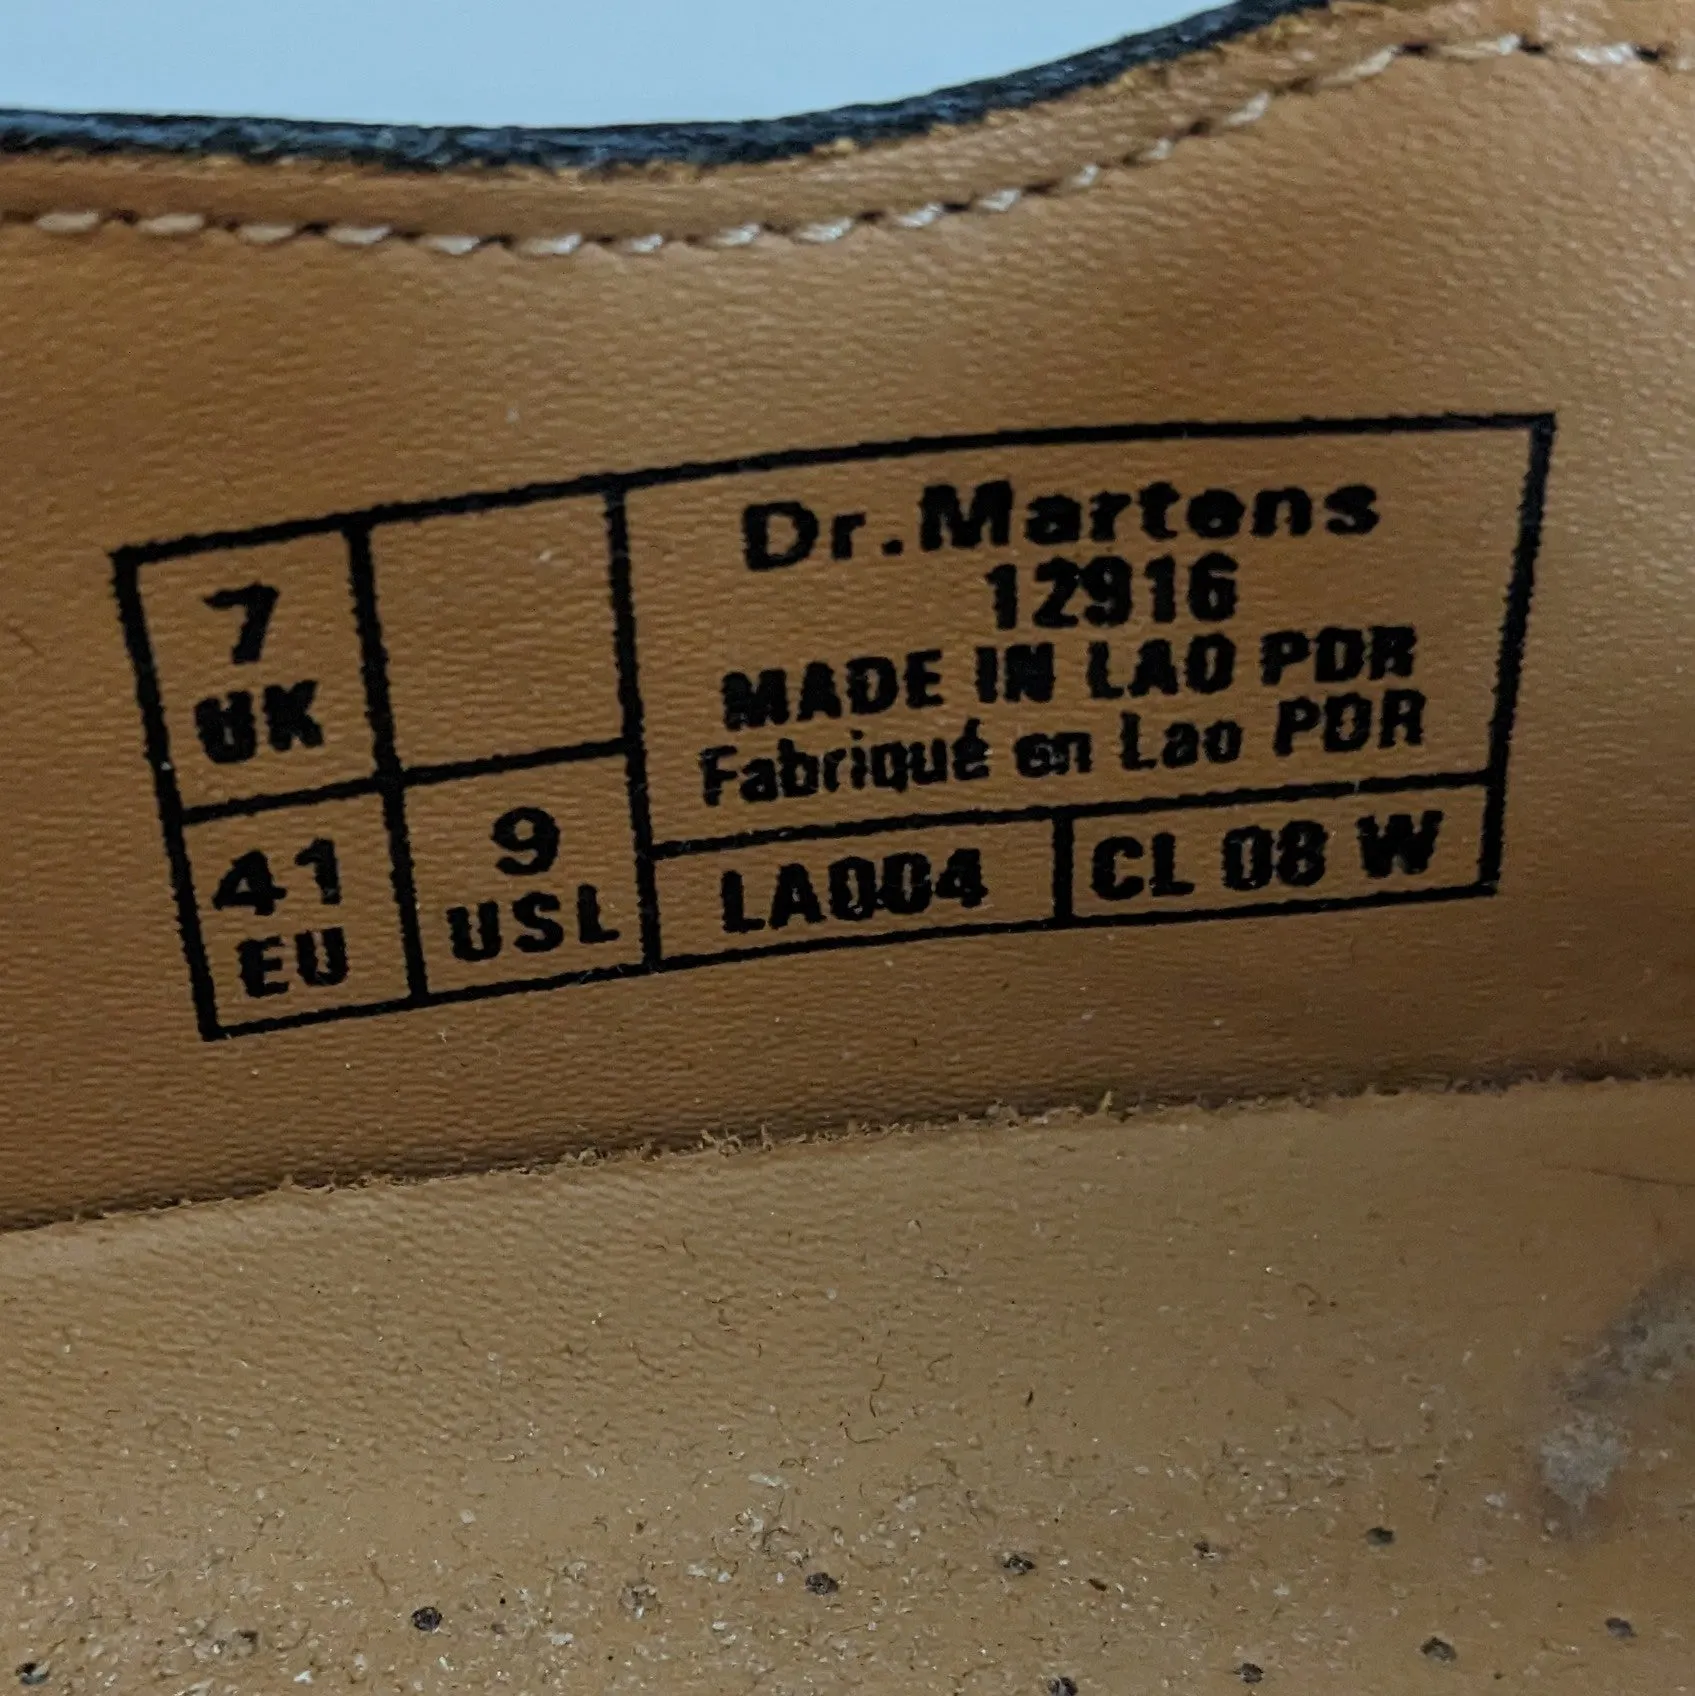 7
UK
41
EU
9
USL
Dr.Martens
12916
MADE IN LAO PDR
Fabriqué en Lao PDR
LA004
CL 08 W